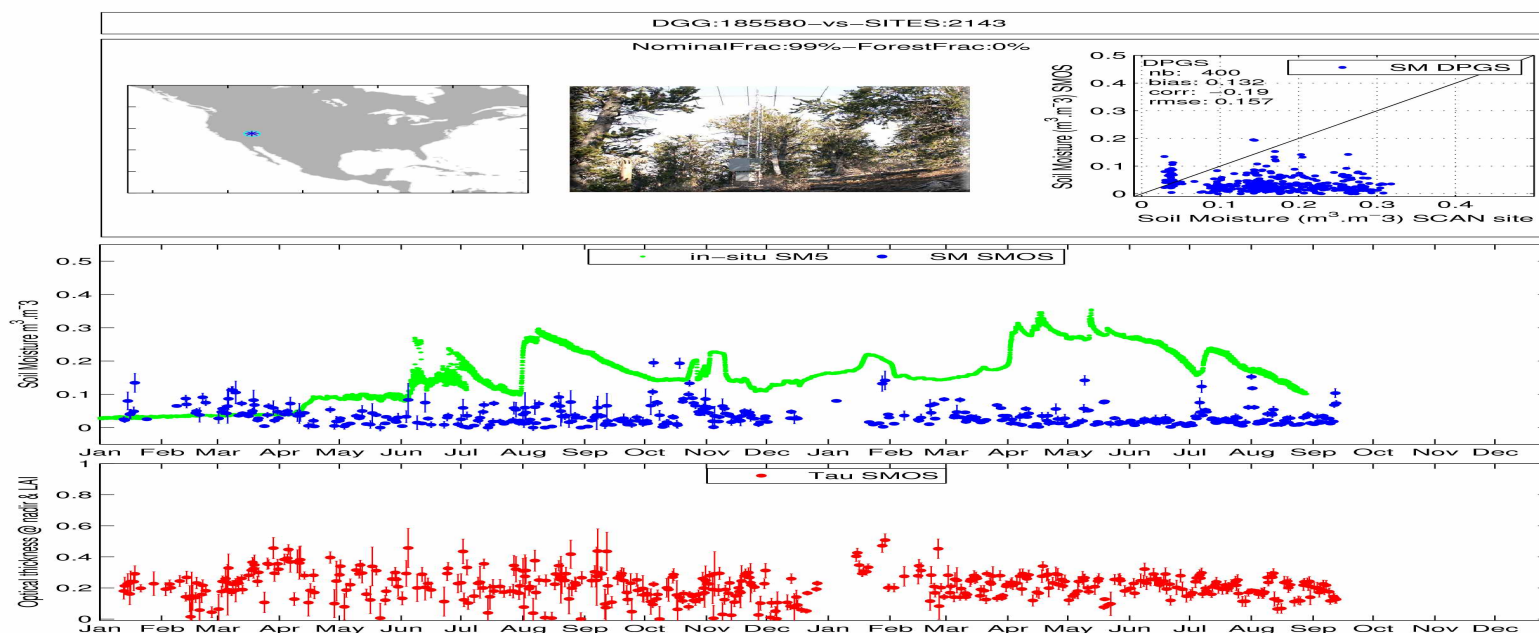 DGG:185580-vs-SITES:2143
NominalFrac:99%-ForestFrac:0%
Soil Moisture (m³.m⁻3) SMOS
0.5
0.4
0.3
0.2
0.1
0
DPGS
nb: 400
bias: 0.132
corr: -0.19
rmse: 0.157
SM DPGS
0 0.1 0.2 0.3 0.4
Soil Moisture (m³.m⁻3) SCAN site
in-situ SM5 SM SMOS
Soil Moisture m³.m⁻3
0.5
0.4
0.3
0.2
0.1
0
Jan Feb Mar Apr May Jun Jul Aug Sep Oct Nov Dec Jan Feb Mar Apr May Jun Jul Aug Sep Oct Nov Dec
Tau SMOS
Optical thickness @ nadir & LAI
1
0.8
0.6
0.4
0.2
0
Jan Feb Mar Apr May Jun Jul Aug Sep Oct Nov Dec Jan Feb Mar Apr May Jun Jul Aug Sep Oct Nov Dec